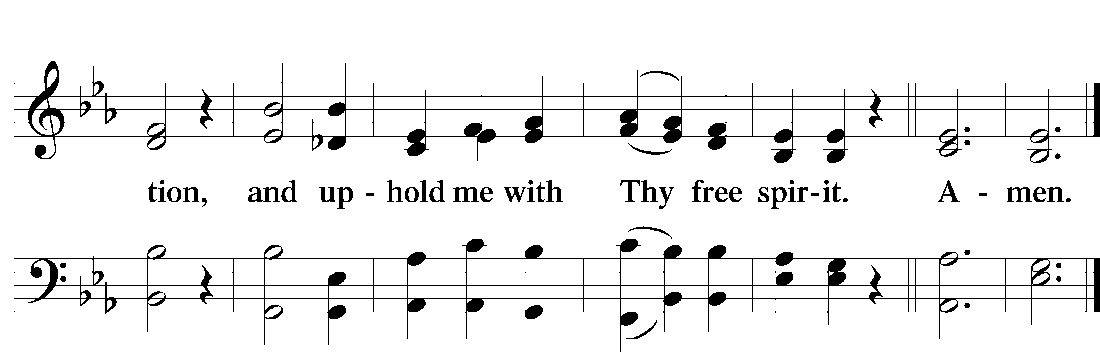 tion, and up - hold me with Thy free spir-it. A - men.